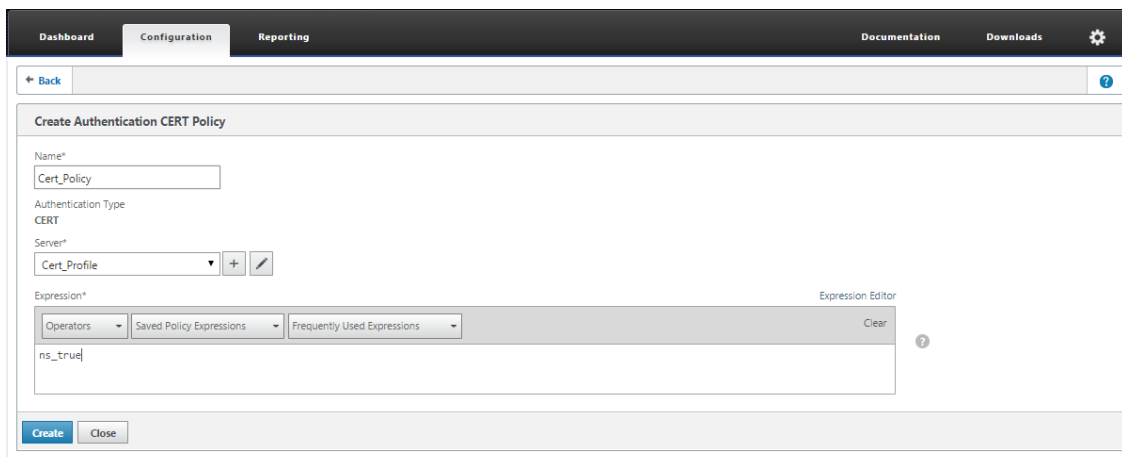 Dashboard Configuration Reporting Documentation Downloads
Back
?
Create Authentication CERT Policy
Name*
Cert_Policy
Authentication Type
CERT
Server*
Cert_Profile
+
Expression* Expression Editor
Operators Saved Policy Expressions Frequently Used Expressions Clear
?
ns_true
Create Close